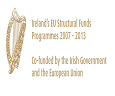 Ireland's EU Structural Funds
Programmes 2007 - 2013
Co-funded by the Irish Government
and the European Union